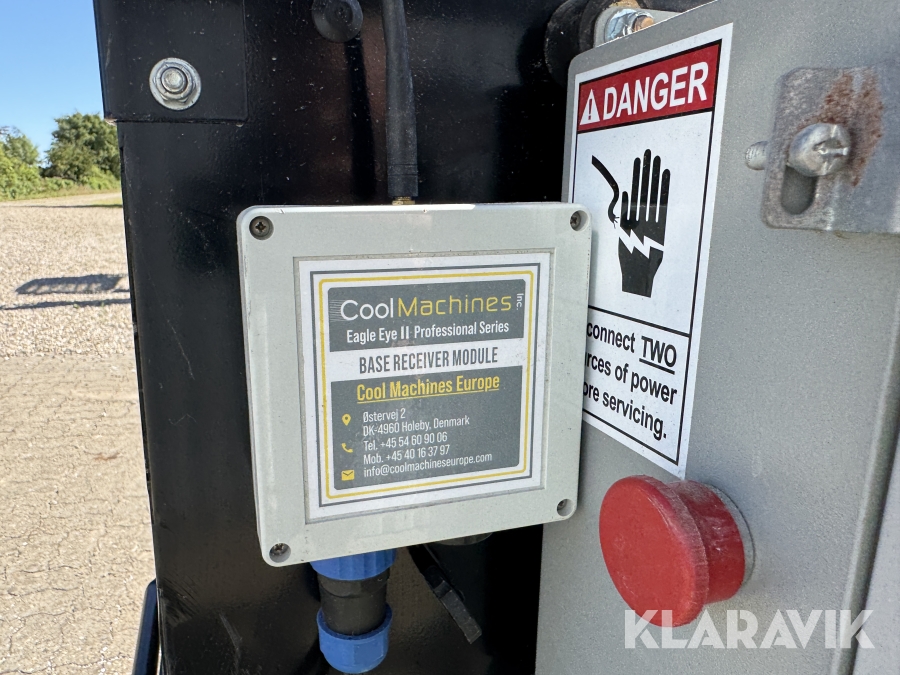 CoolMachines inc.
Eagle Eye II Professional Series
BASE RECEIVER MODULE
Cool Machines Europe
Østervej 2
DK-4960 Holeby, Denmark
Tel. +45 54 60 90 06
Mob. +45 40 16 37 97
info@coolmachineseurope.com
DANGER
connect TWO
rces of power
ore servicing.
KLARAVIK